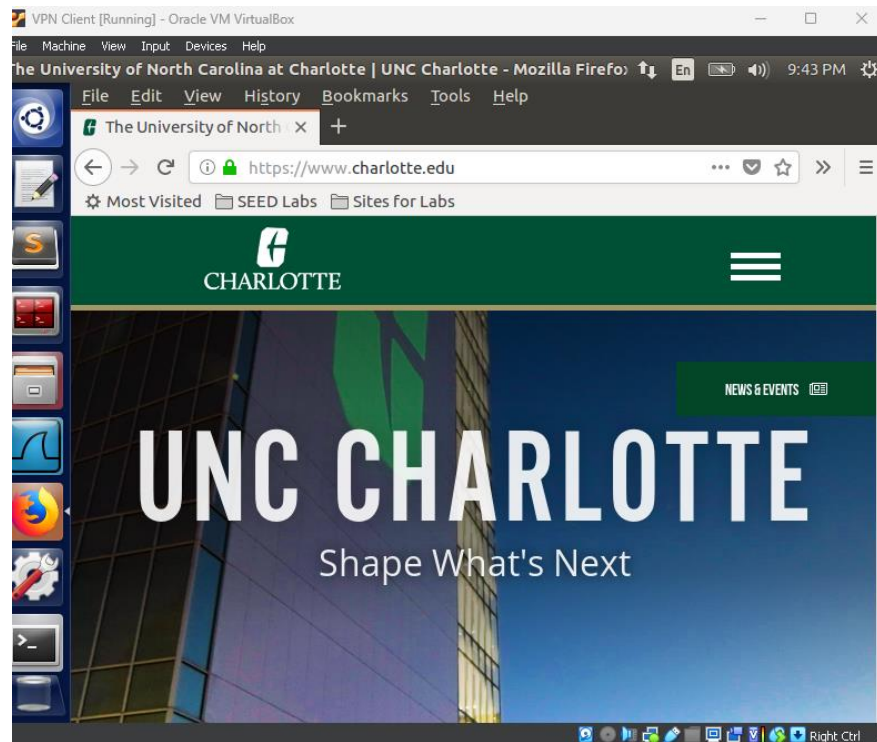 VPN Client [Running] - Oracle VM VirtualBox
File Machine View Input Devices Help
The University of North Carolina at Charlotte | UNC Charlotte - Mozilla Firefox En 9:43 PM
File Edit View History Bookmarks Tools Help
The University of North C
https://www.charlotte.edu
Most Visited SEED Labs Sites for Labs
CHARLOTTE
NEWS & EVENTS
UNC CHARLOTTE
Shape What's Next
Right Ctrl